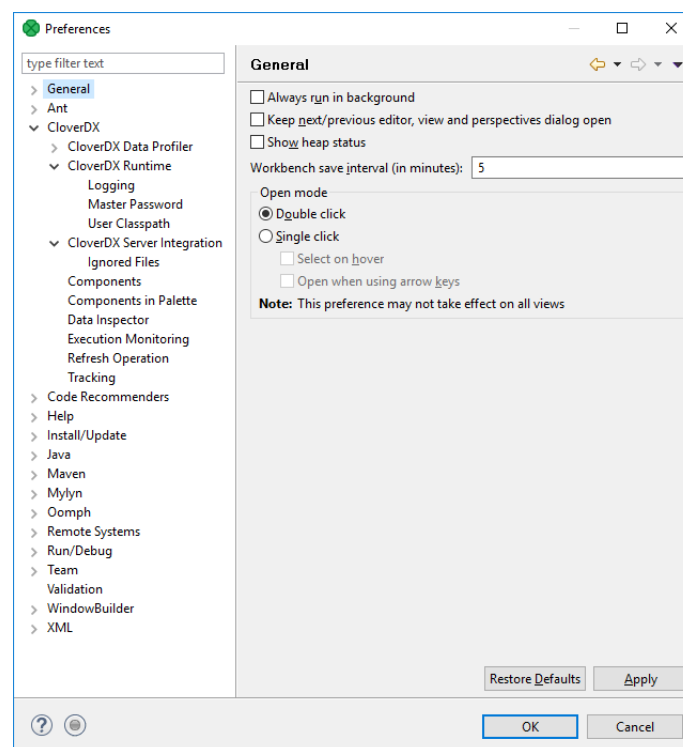 Preferences
type filter text
General
Ant
CloverDX
CloverDX Data Profiler
CloverDX Runtime
Logging
Master Password
User Classpath
CloverDX Server Integration
Ignored Files
Components
Components in Palette
Data Inspector
Execution Monitoring
Refresh Operation
Tracking
Code Recommenders
Help
Install/Update
Java
Maven
Mylyn
Oomph
Remote Systems
Run/Debug
Team
Validation
WindowBuilder
XML
General
Always run in background
Keep next/previous editor, view and perspectives dialog open
Show heap status
Workbench save interval (in minutes): 5
Open mode
Double click
Single click
Select on hover
Open when using arrow keys
Note: This preference may not take effect on all views
Restore Defaults Apply
? OK Cancel